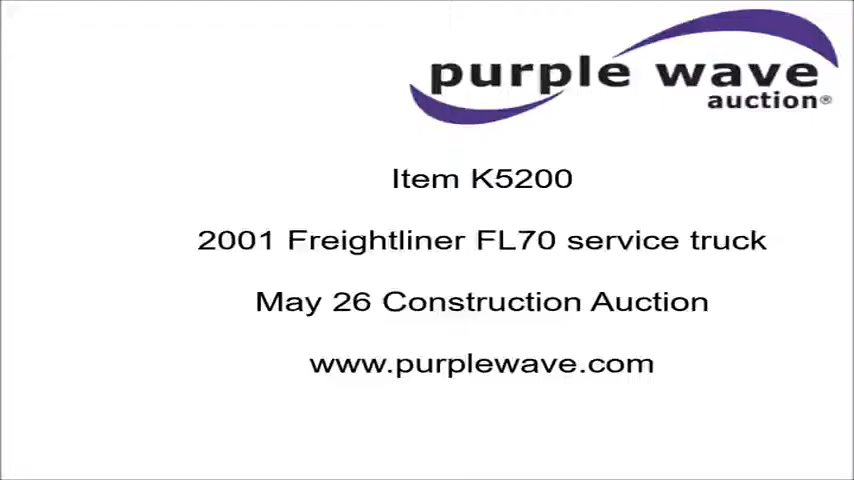 purple wave
auction®
Item K5200
2001 Freightliner FL70 service truck
May 26 Construction Auction
www.purplewave.com